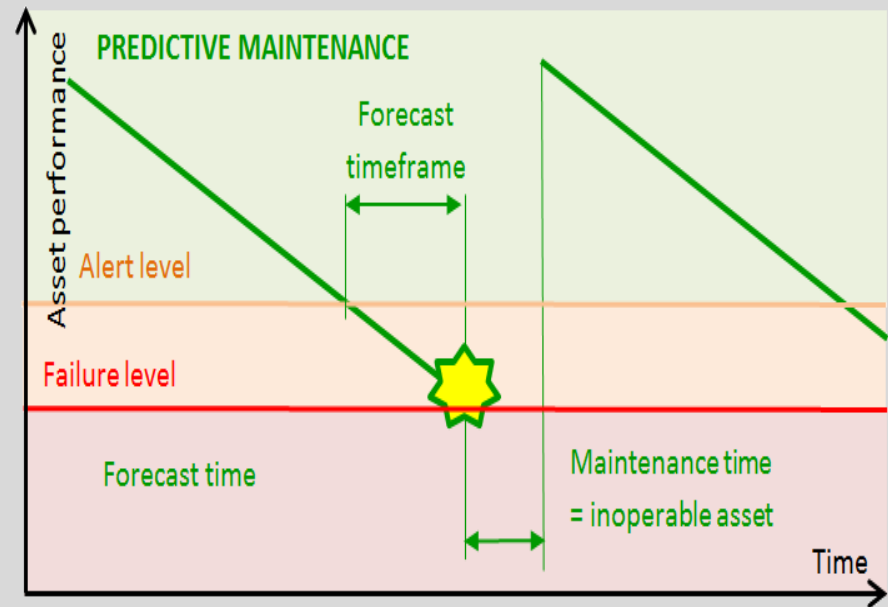 PREDICTIVE MAINTENANCE
Asset performance
Forecast
timeframe
Alert level
Failure level
Forecast time
Maintenance time
= inoperable asset
Time